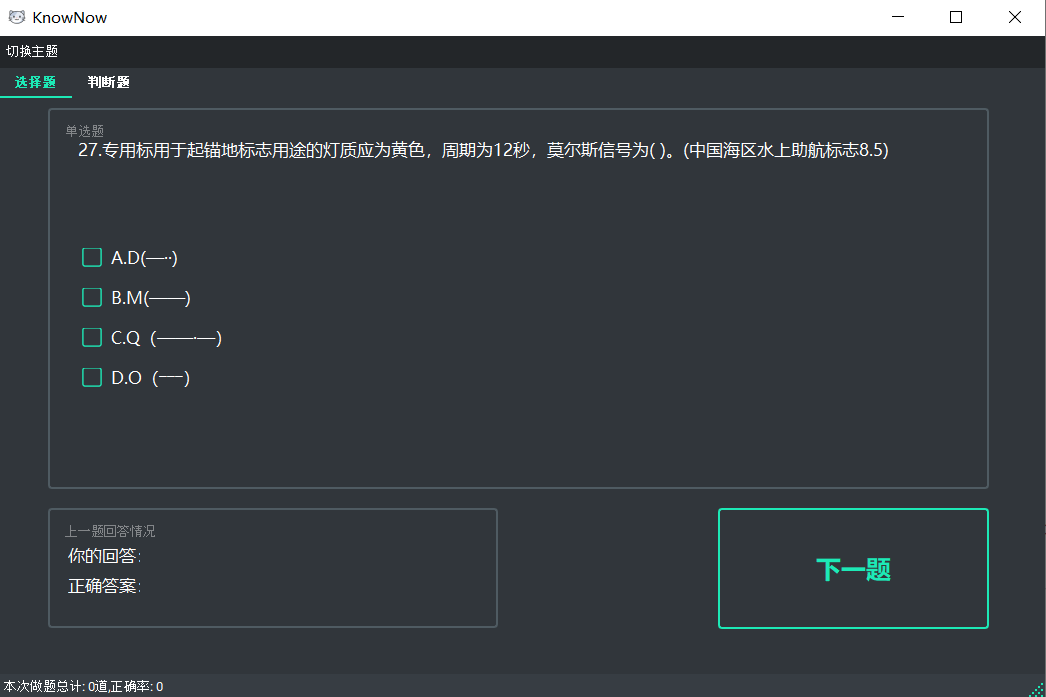 KnowNow
切换主题
选择题 判断题
单选题
27.专用标用于起锚地标志用途的灯质应为黄色，周期为12秒，莫尔斯信号为( )。(中国海区水上助航标志8.5)
A.D(—··)
B.M(——)
C.Q（——·—）
D.O（---）
上一题回答情况
你的回答:
正确答案:
下一题
本次做题总计: 0道,正确率: 0